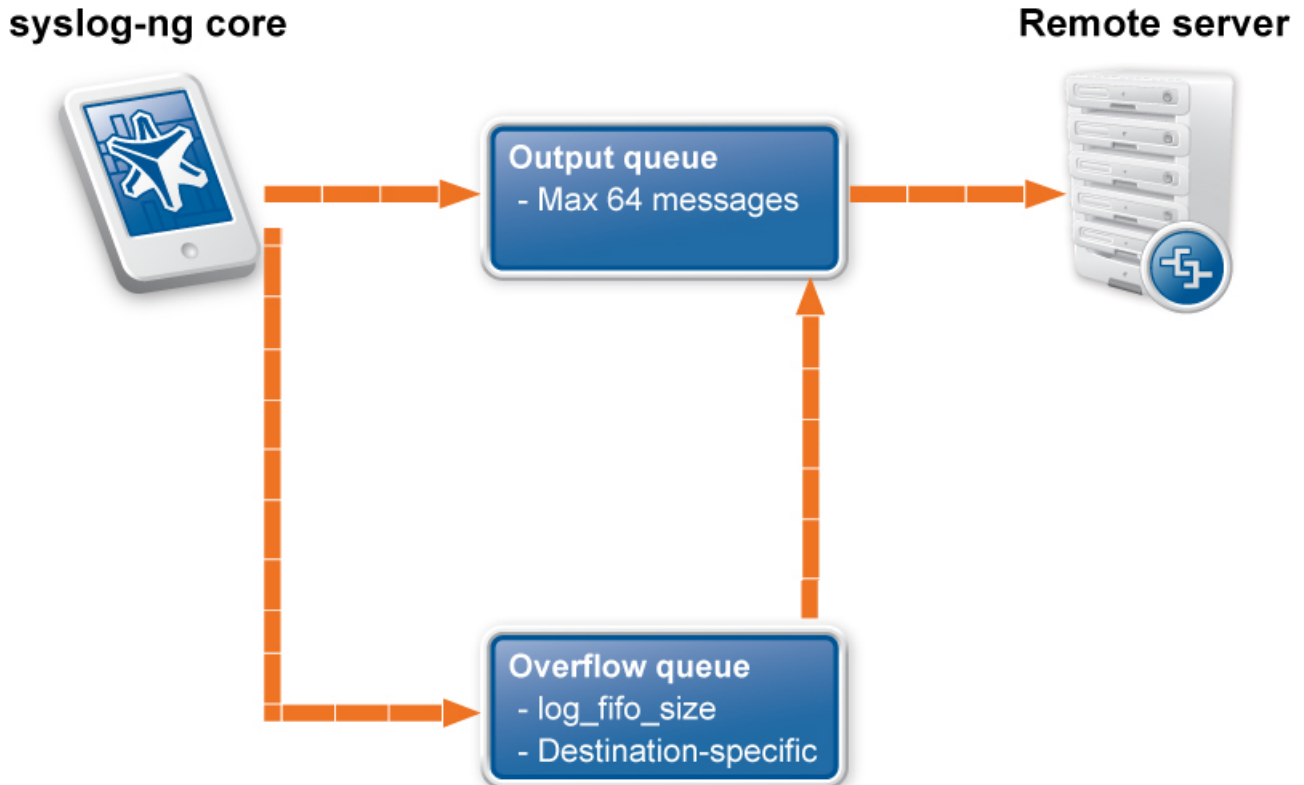 syslog-ng core
Remote server
Output queue
- Max 64 messages
Overflow queue
- log_fifo_size
- Destination-specific